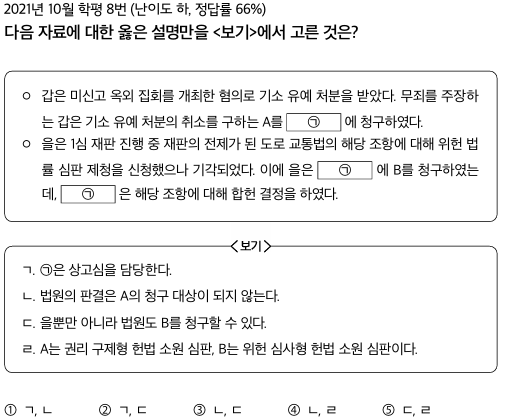 2021년 10월 학평 8번 (난이도 하, 정답률 66%)
다음 자료에 대한 옳은 설명만을 <보기>에서 고른 것은?
○ 갑은 미신고 옥외 집회를 개최한 혐의로 기소 유예 처분을 받았다. 무죄를 주장하
는 갑은 기소 유예 처분의 취소를 구하는 A를 ㉠ 에 청구하였다.
○ 을은 1심 재판 진행 중 재판의 전제가 된 도로 교통법의 해당 조항에 대해 위헌 법
률 심판 제청을 신청했으나 기각되었다. 이에 을은 ㉠ 에 B를 청구하였는
데, ㉠ 은 해당 조항에 대해 합헌 결정을 하였다.
<보기>
ㄱ. ㉠은 상고심을 담당한다.
ㄴ. 법원의 판결은 A의 청구 대상이 되지 않는다.
ㄷ. 을뿐만 아니라 법원도 B를 청구할 수 있다.
ㄹ. A는 권리 구제형 헌법 소원 심판, B는 위헌 심사형 헌법 소원 심판이다.
① ㄱ, ㄴ ② ㄱ, ㄷ ③ ㄴ, ㄷ ④ ㄴ, ㄹ ⑤ ㄷ, ㄹ